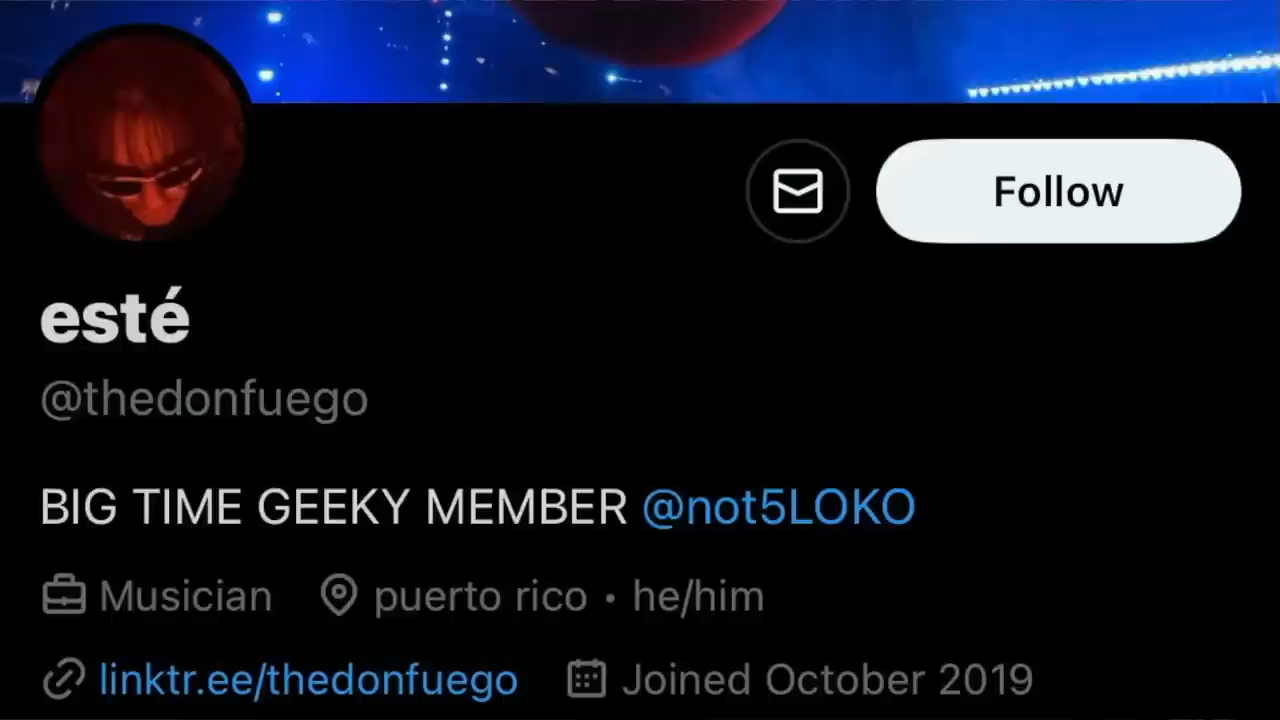 Follow
esté
@thedonfuego
BIG TIME GEEKY MEMBER @not5LOKO
Musician puerto rico • he/him
linktr.ee/thedonfuego Joined October 2019